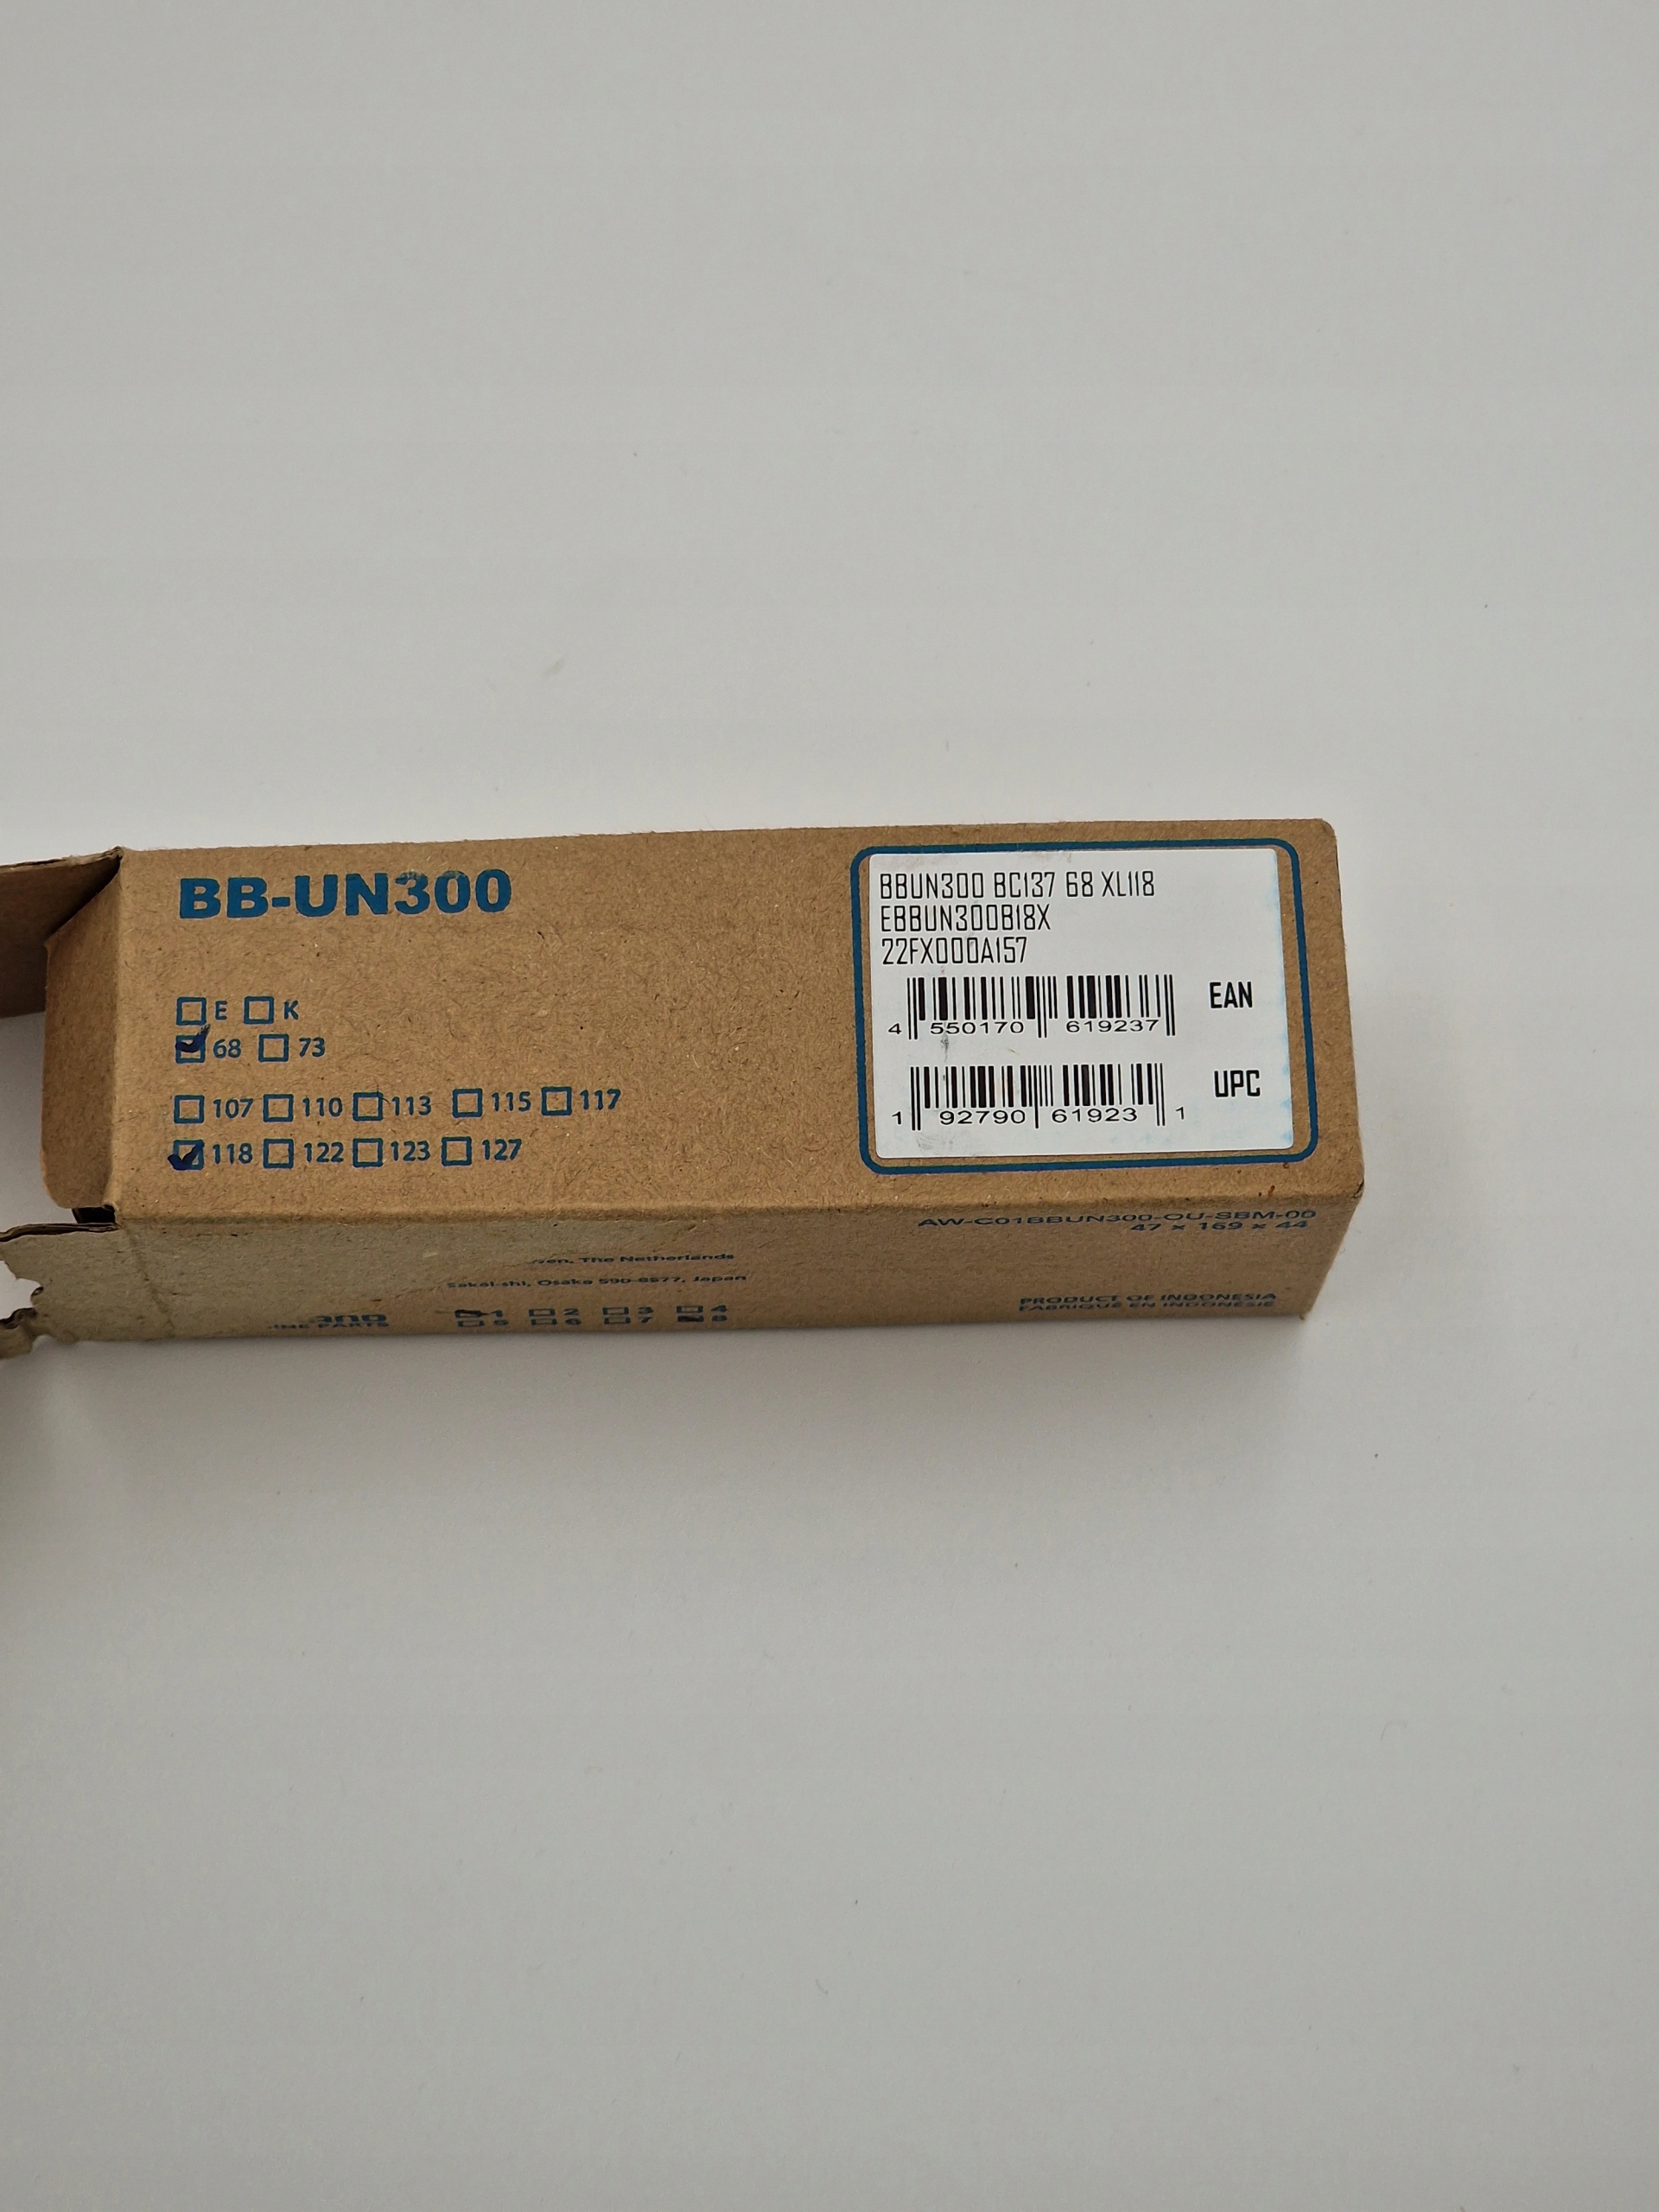 BB-UN300
E K
68 73
107 110 113 115 117
118 122 123 127
BBUN300 BC137 68 XL118
EBBUN300B18X
22FX000A157
4 550170 619237
EAN
1 92790 61923 1
UPC
AW-C01BBUN300-OU-SBM-00
47 x 169 x 44
The Netherlands
Sakai-shi, Osaka 590-8577, Japan
1 2 3 4
5 6 7 8
PARTS
PRODUCT OF INDONESIA
FABRIQUÉ EN INDONÉSIE